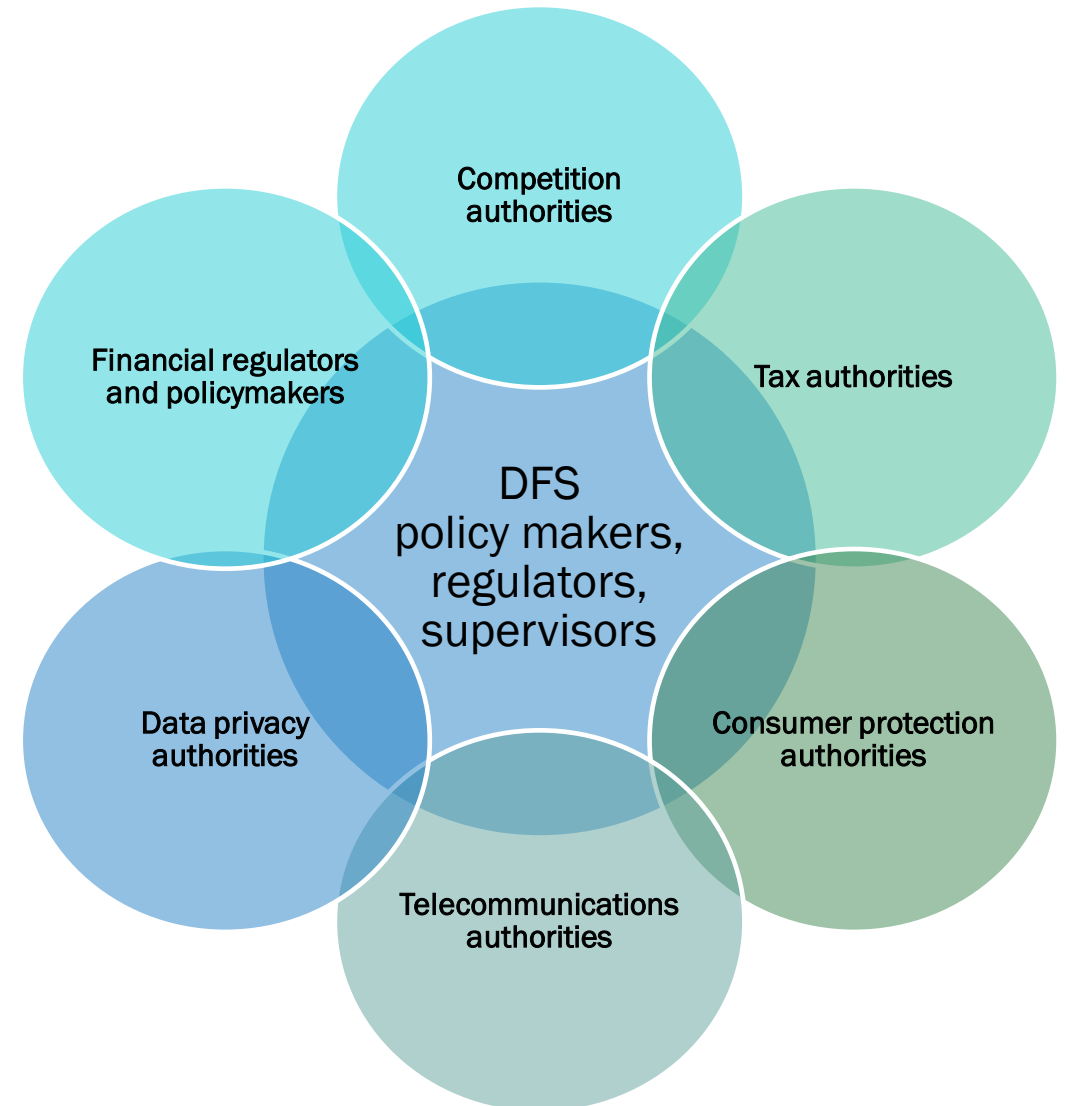 Competition
authorities
Financial regulators
and policymakers
Tax authorities
DFS
policy makers,
regulators,
supervisors
Data privacy
authorities
Consumer protection
authorities
Telecommunications
authorities